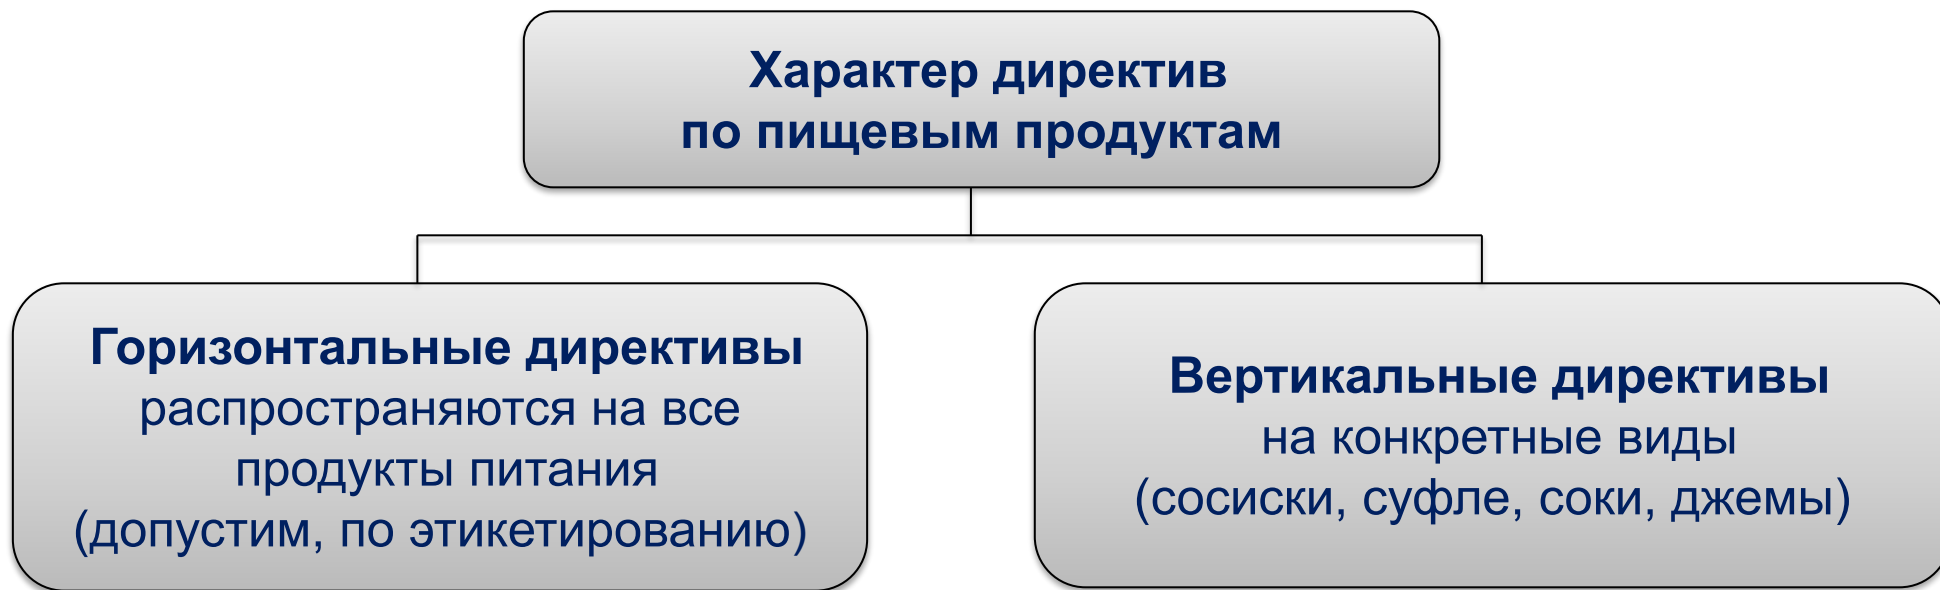 Характер директив
по пищевым продуктам
Горизонтальные директивы
распространяются на все
продукты питания
(допустим, по этикетированию)
Вертикальные директивы
на конкретные виды
(сосиски, суфле, соки, джемы)